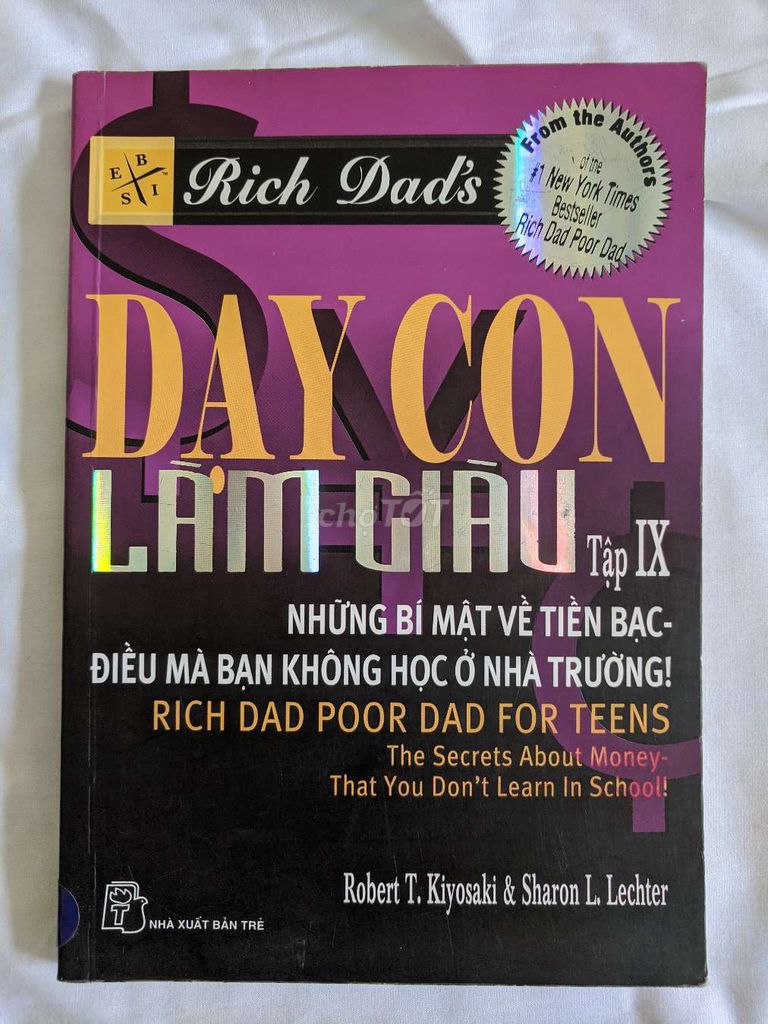 E B S I ™
Rich Dad's
From the Authors
of the
#1 New York Times
Bestseller
Rich Dad Poor Dad
DẠY CON
LÀM GIÀU
chợTỐT
Tập IX
NHỮNG BÍ MẬT VỀ TIỀN BẠC-
ĐIỀU MÀ BẠN KHÔNG HỌC Ở NHÀ TRƯỜNG!
RICH DAD POOR DAD FOR TEENS
The Secrets About Money-
That You Don't Learn In School!
Robert T. Kiyosaki & Sharon L. Lechter
T
NHÀ XUẤT BẢN TRẺ